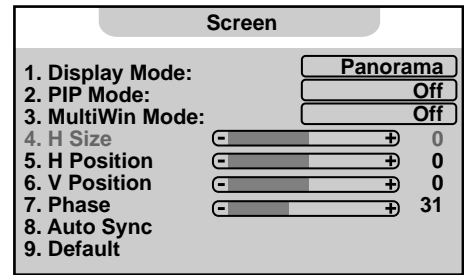 Screen
1. Display Mode: Panorama
2. PIP Mode: Off
3. MultiWin Mode: Off
4. H Size - + 0
5. H Position - + 0
6. V Position - + 0
7. Phase - + 31
8. Auto Sync
9. Default